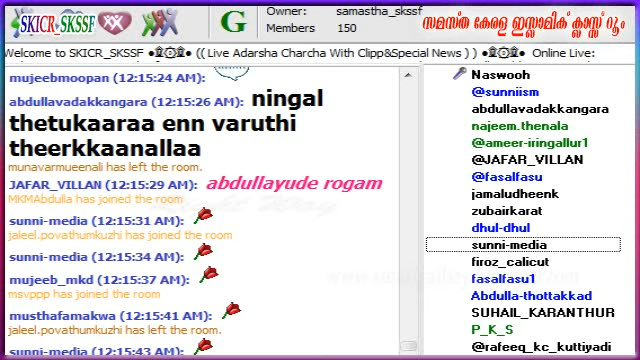 SKICR_SKSSF
G
Owner: samastha_skssf
Members 150
സമസ്ത കേരള ഇസ്ലാമിക് ക്ലാസ്സ് റൂം
Welcome to SKICR_SKSSF ●۩۞۩● (( Live Adarsha Charcha With Clipp&Special News ) ) ●۩۞۩● Online Live:
mujeebmoopan (12:15:24 AM):
abdullavadakkangara (12:15:26 AM): ningal
thetukaaraa enn varuthi
theerkkaanallaa
munavarmueenali has left the room.
JAFAR_VILLAN (12:15:29 AM): abdullayude rogam
MKMAbdulla has joined the room
sunni-media (12:15:31 AM):
jaleel.povathumkuzhi has joined the room
sunni-media (12:15:34 AM):
mujeeb_mkd (12:15:37 AM):
msvppp has joined the room
musthafamakwa (12:15:41 AM):
jaleel.povathumkuzhi has left the room.
sunni-media (12:15:43 AM):
Naswooh
@sunniism
abdullavadakkangara
najeem.thenala
@ameer-iringallur1
@JAFAR_VILLAN
@fasalfasu
jamaludheenk
zubairkarat
dhul-dhul
sunni-media
firoz_calicut
fasalfasu1
Abdulla-thottakkad
SUHAIL_KARANTHUR
P_K_S
@rafeeq_kc_kuttiyadi